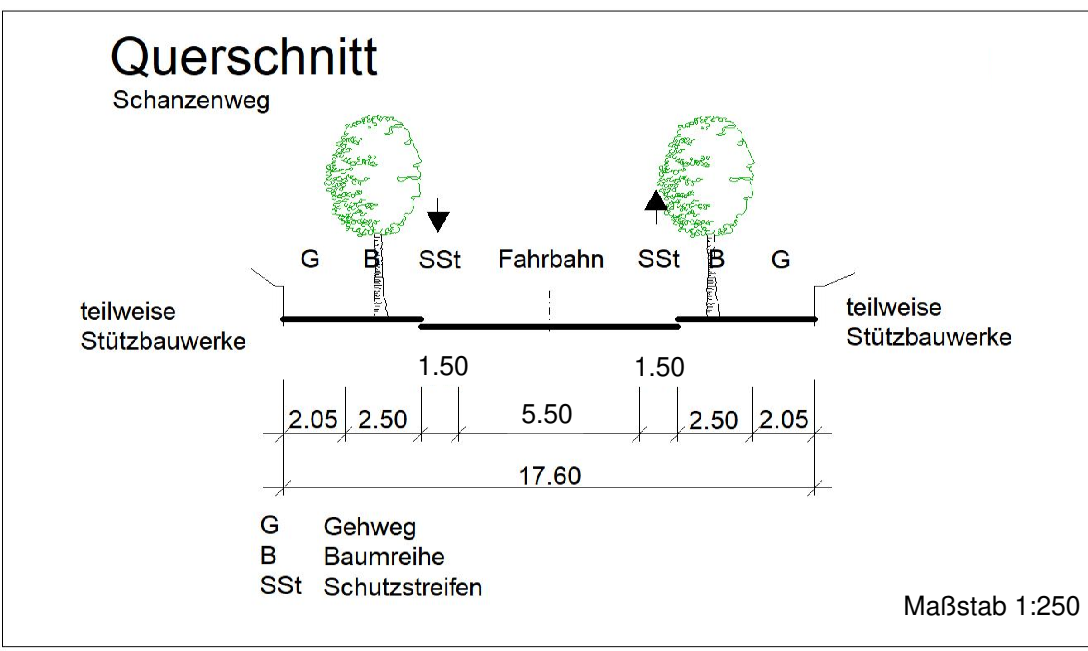 Querschnitt
Schanzenweg
G B SSt Fahrbahn SSt B G
teilweise
Stützbauwerke
teilweise
Stützbauwerke
1.50 1.50
2.05 2.50 5.50 2.50 2.05
17.60
G Gehweg
B Baumreihe
SSt Schutzstreifen
Maßstab 1:250